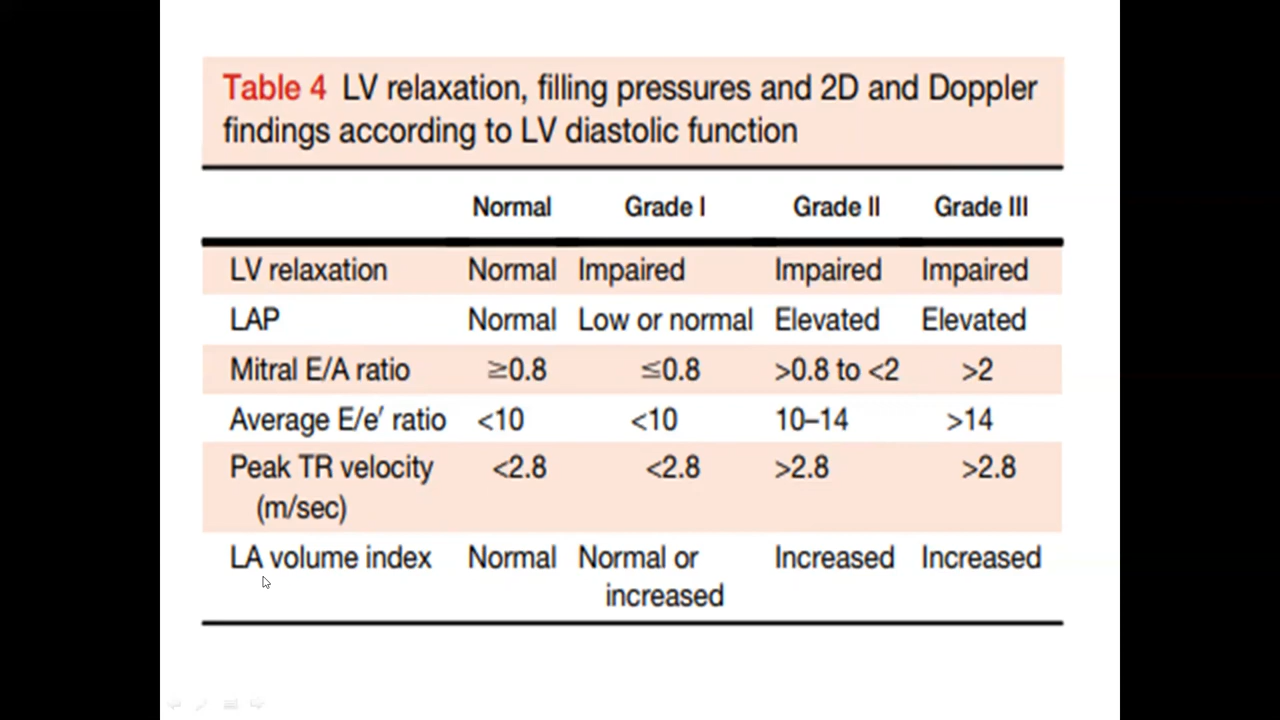 Table 4 LV relaxation, filling pressures and 2D and Doppler
findings according to LV diastolic function
Normal Grade I Grade II Grade III
LV relaxation Normal Impaired Impaired Impaired
LAP Normal Low or normal Elevated Elevated
Mitral E/A ratio ≥0.8 ≤0.8 >0.8 to <2 >2
Average E/e′ ratio <10 <10 10–14 >14
Peak TR velocity <2.8 <2.8 >2.8 >2.8
(m/sec)
LA volume index Normal Normal or Increased Increased
increased